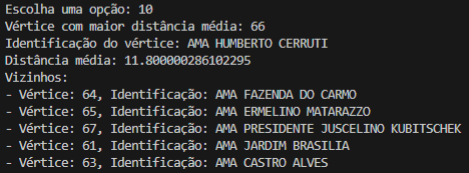 Escolha uma opção: 10
Vértice com maior distância média: 66
Identificação do vértice: AMA HUMBERTO CERRUTI
Distância média: 11.800000286102295
Vizinhos:
- Vértice: 64, Identificação: AMA FAZENDA DO CARMO
- Vértice: 65, Identificação: AMA ERMELINO MATARAZZO
- Vértice: 67, Identificação: AMA PRESIDENTE JUSCELINO KUBITSCHEK
- Vértice: 61, Identificação: AMA JARDIM BRASILIA
- Vértice: 63, Identificação: AMA CASTRO ALVES